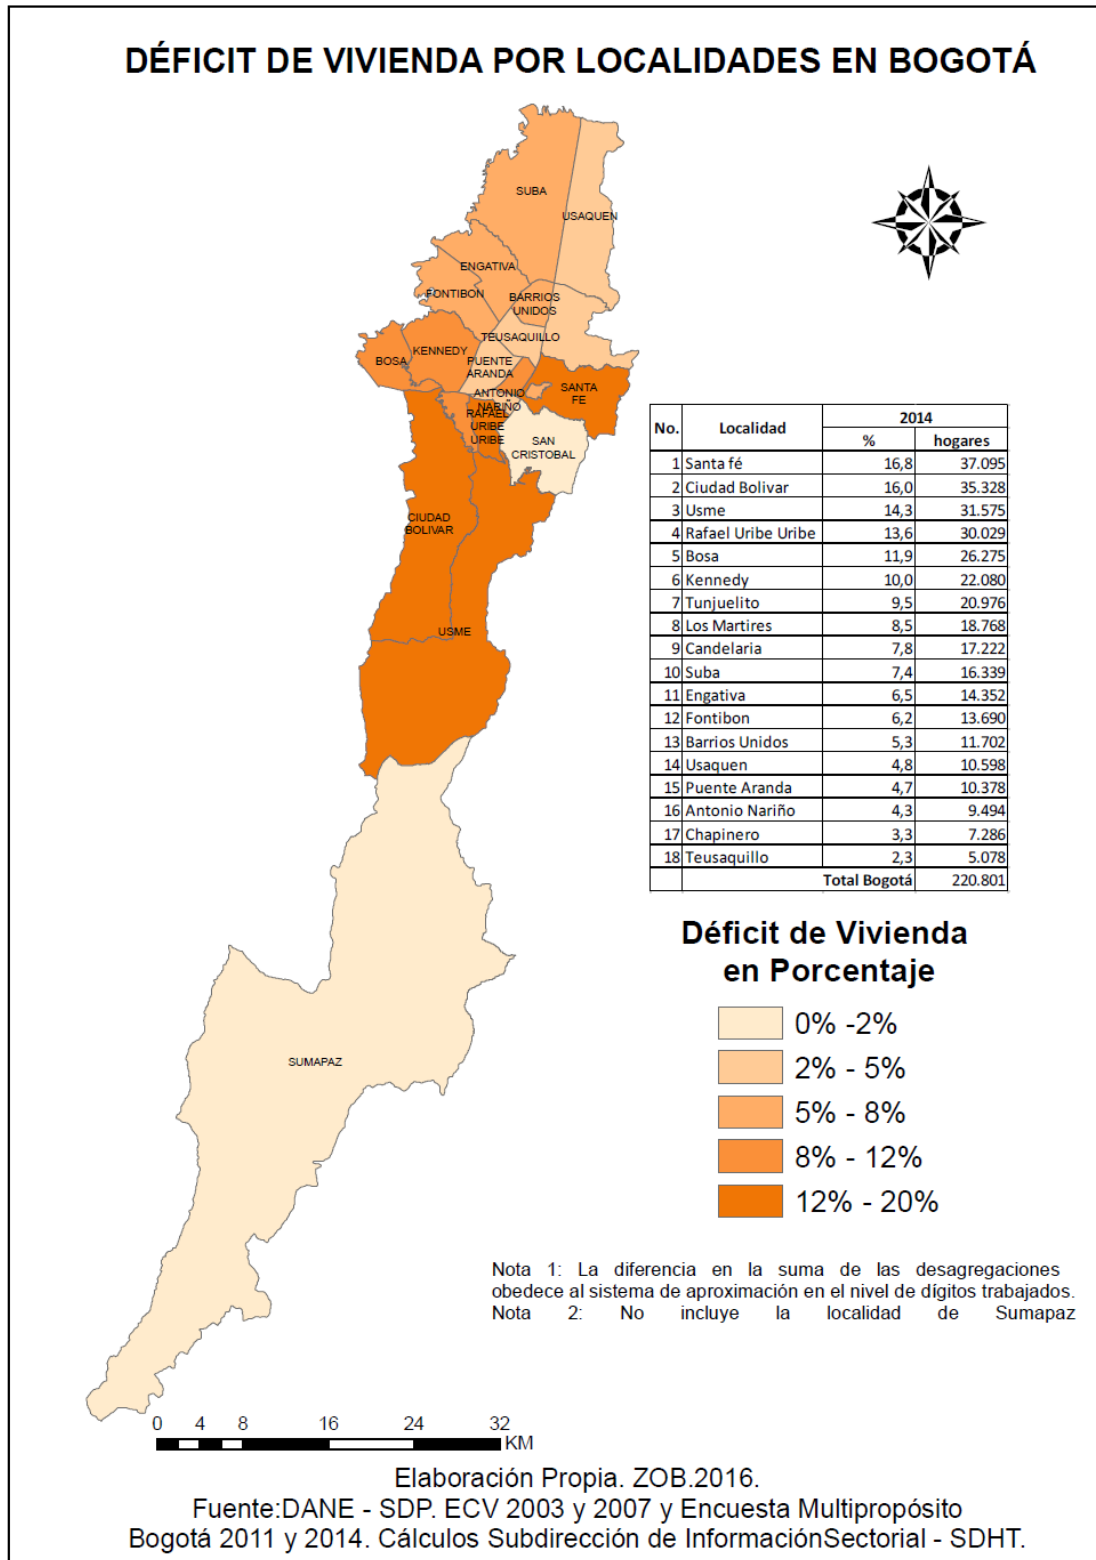 DÉFICIT DE VIVIENDA POR LOCALIDADES EN BOGOTÁ
SUBA
USAQUEN
ENGATIVA
FONTIBON
BARRIOS
UNIDOS
TEUSAQUILLO
KENNEDY
BOSA
PUENTE
ARANDA
SANTA
FE
ANTONIO
NARIÑO
RAFAEL
URIBE
URIBE
SAN
CRISTOBAL
CIUDAD
BOLIVAR
USME
SUMAPAZ
No. Localidad 2014
% hogares
1 Santa fé 16,8 37.095
2 Ciudad Bolivar 16,0 35.328
3 Usme 14,3 31.575
4 Rafael Uribe Uribe 13,6 30.029
5 Bosa 11,9 26.275
6 Kennedy 10,0 22.080
7 Tunjuelito 9,5 20.976
8 Los Martires 8,5 18.768
9 Candelaria 7,8 17.222
10 Suba 7,4 16.339
11 Engativa 6,5 14.352
12 Fontibon 6,2 13.690
13 Barrios Unidos 5,3 11.702
14 Usaquen 4,8 10.598
15 Puente Aranda 4,7 10.378
16 Antonio Nariño 4,3 9.494
17 Chapinero 3,3 7.286
18 Teusaquillo 2,3 5.078
Total Bogotá 220.801
Déficit de Vivienda
en Porcentaje
0% -2%
2% - 5%
5% - 8%
8% - 12%
12% - 20%
Nota 1: La diferencia en la suma de las desagregaciones
obedece al sistema de aproximación en el nivel de dígitos trabajados.
Nota 2: No incluye la localidad de Sumapaz
0 4 8 16 24 32
KM
Elaboración Propia. ZOB.2016.
Fuente:DANE - SDP. ECV 2003 y 2007 y Encuesta Multipropósito
Bogotá 2011 y 2014. Cálculos Subdirección de InformaciónSectorial - SDHT.